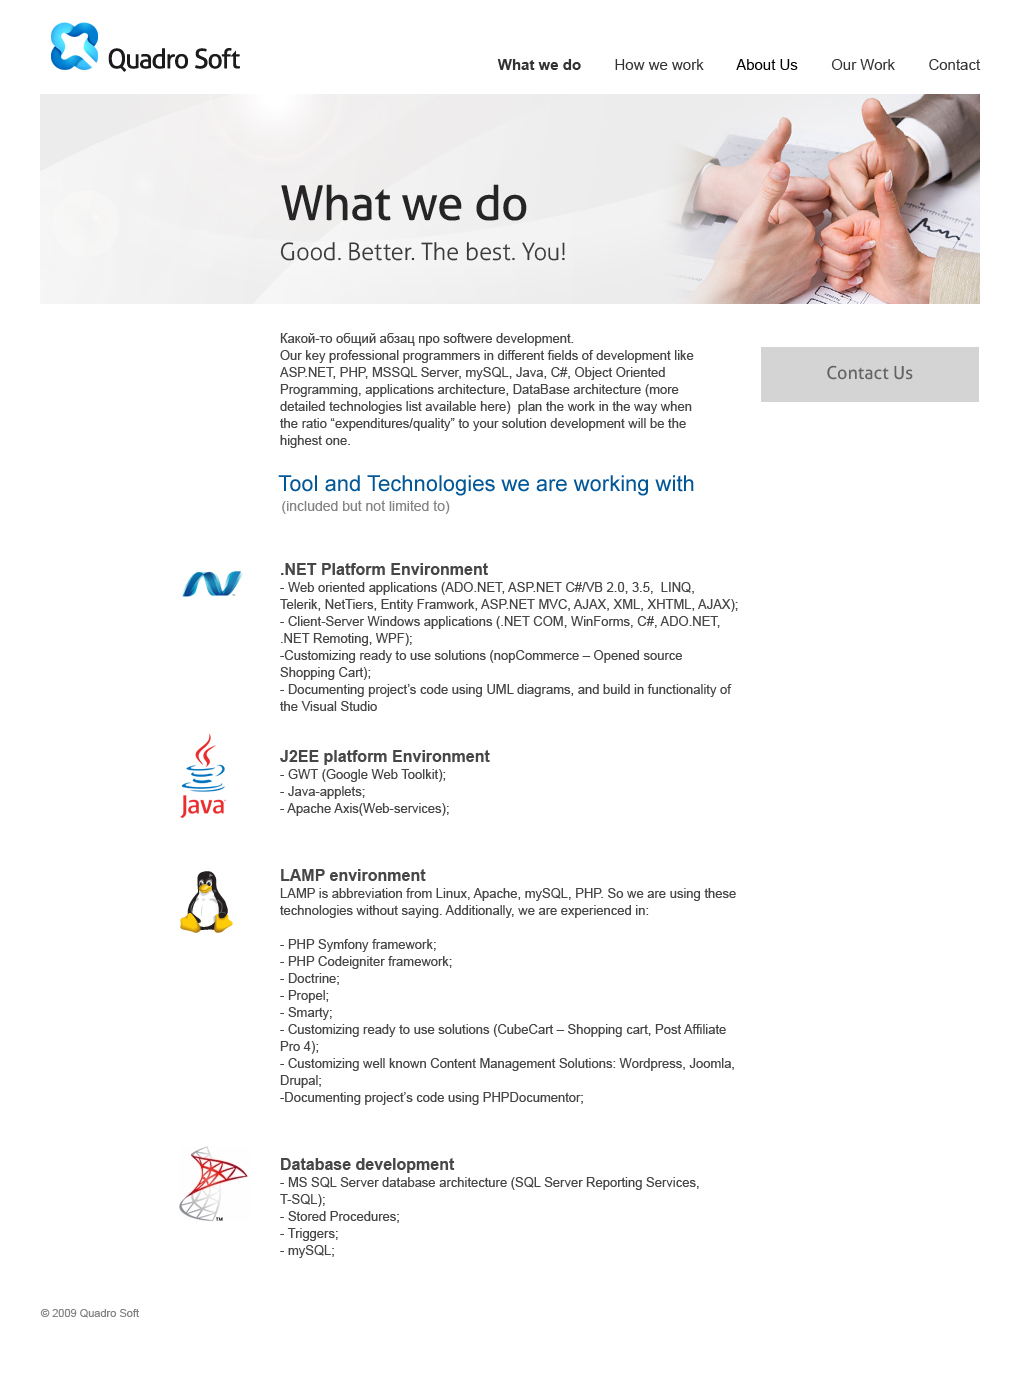 Quadro Soft
What we do How we work About Us Our Work Contact
What we do
Good. Better. The best. You!
Какой-то общий абзац про softwere development.
Our key professional programmers in different fields of development like
ASP.NET, PHP, MSSQL Server, mySQL, Java, C#, Object Oriented
Programming, applications architecture, DataBase architecture (more
detailed technologies list available here)  plan the work in the way when
the ratio “expenditures/quality” to your solution development will be the
highest one.
Contact Us
Tool and Technologies we are working with
(included but not limited to)
.NET Platform Environment
- Web oriented applications (ADO.NET, ASP.NET C#/VB 2.0, 3.5,  LINQ,
Telerik, NetTiers, Entity Framwork, ASP.NET MVC, AJAX, XML, XHTML, AJAX);
- Client-Server Windows applications (.NET COM, WinForms, C#, ADO.NET,
.NET Remoting, WPF);
-Customizing ready to use solutions (nopCommerce – Opened source
Shopping Cart);
- Documenting project’s code using UML diagrams, and build in functionality of
the Visual Studio
Java
J2EE platform Environment
- GWT (Google Web Toolkit);
- Java-applets;
- Apache Axis(Web-services);
LAMP environment
LAMP is abbreviation from Linux, Apache, mySQL, PHP. So we are using these
technologies without saying. Additionally, we are experienced in:
- PHP Symfony framework;
- PHP Codeigniter framework;
- Doctrine;
- Propel;
- Smarty;
- Customizing ready to use solutions (CubeCart – Shopping cart, Post Affiliate
Pro 4);
- Customizing well known Content Management Solutions: Wordpress, Joomla,
Drupal;
-Documenting project’s code using PHPDocumentor;
TM
Database development
- MS SQL Server database architecture (SQL Server Reporting Services,
T-SQL);
- Stored Procedures;
- Triggers;
- mySQL;
© 2009 Quadro Soft